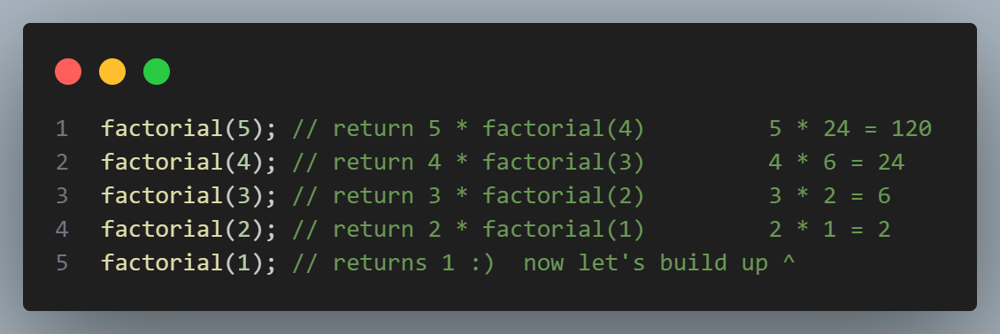 1 factorial(5); // return 5 * factorial(4) 5 * 24 = 120
2 factorial(4); // return 4 * factorial(3) 4 * 6 = 24
3 factorial(3); // return 3 * factorial(2) 3 * 2 = 6
4 factorial(2); // return 2 * factorial(1) 2 * 1 = 2
5 factorial(1); // returns 1 :) now let's build up ^